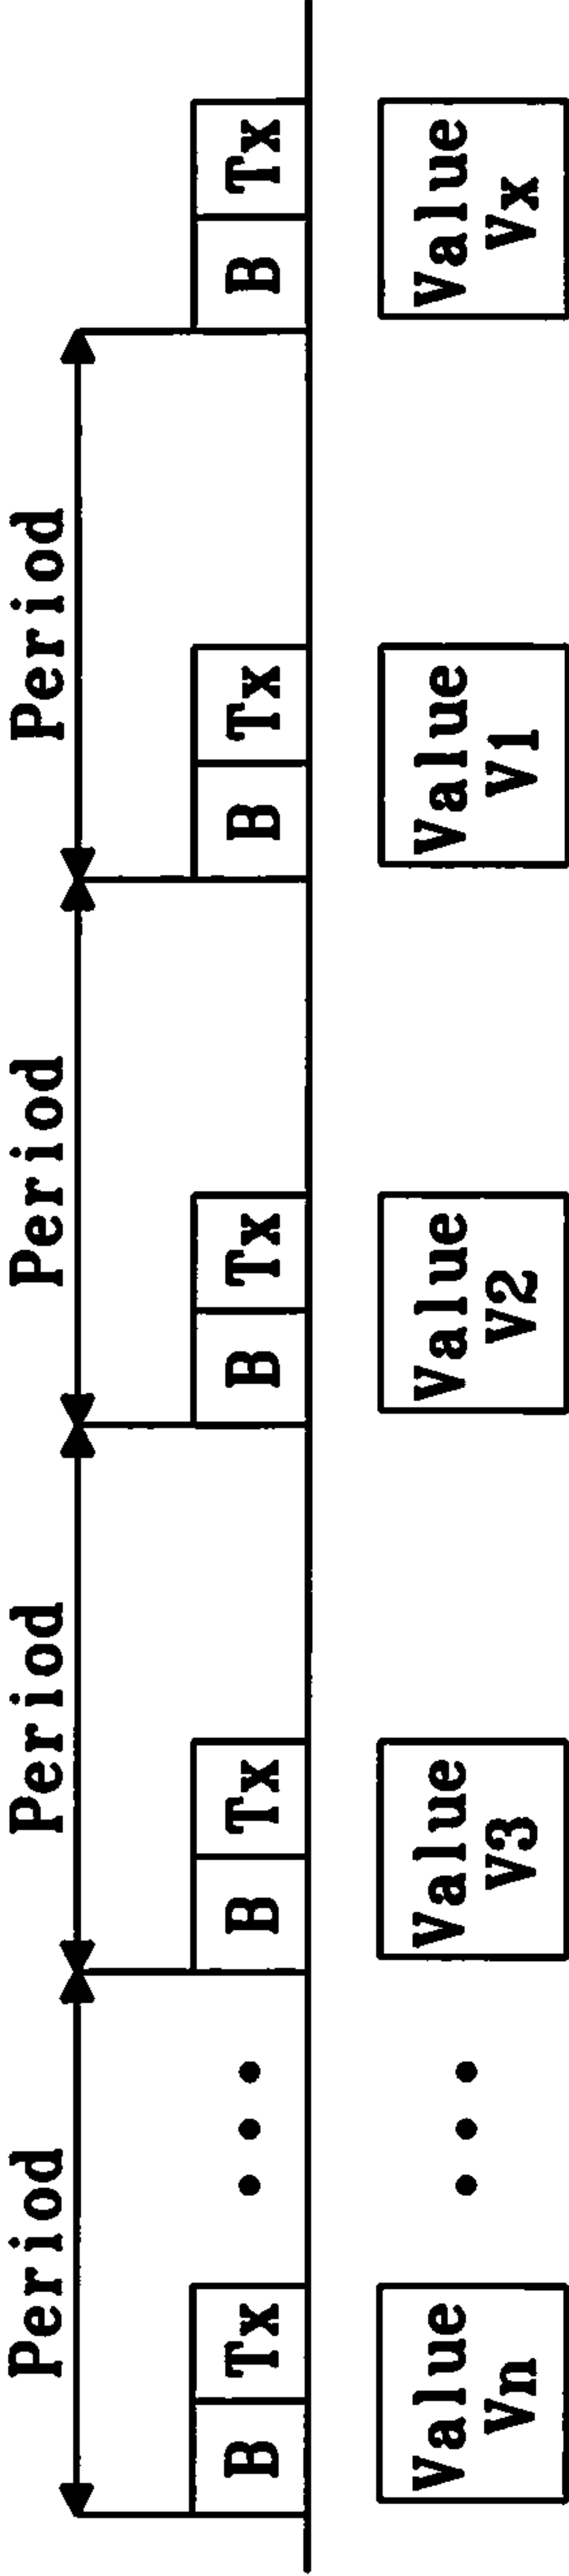 Period Period Period Period
B Tx • • • B Tx B Tx B Tx B Tx
Value • • • Value Value Value Value
Vn V3 V2 V1 Vx